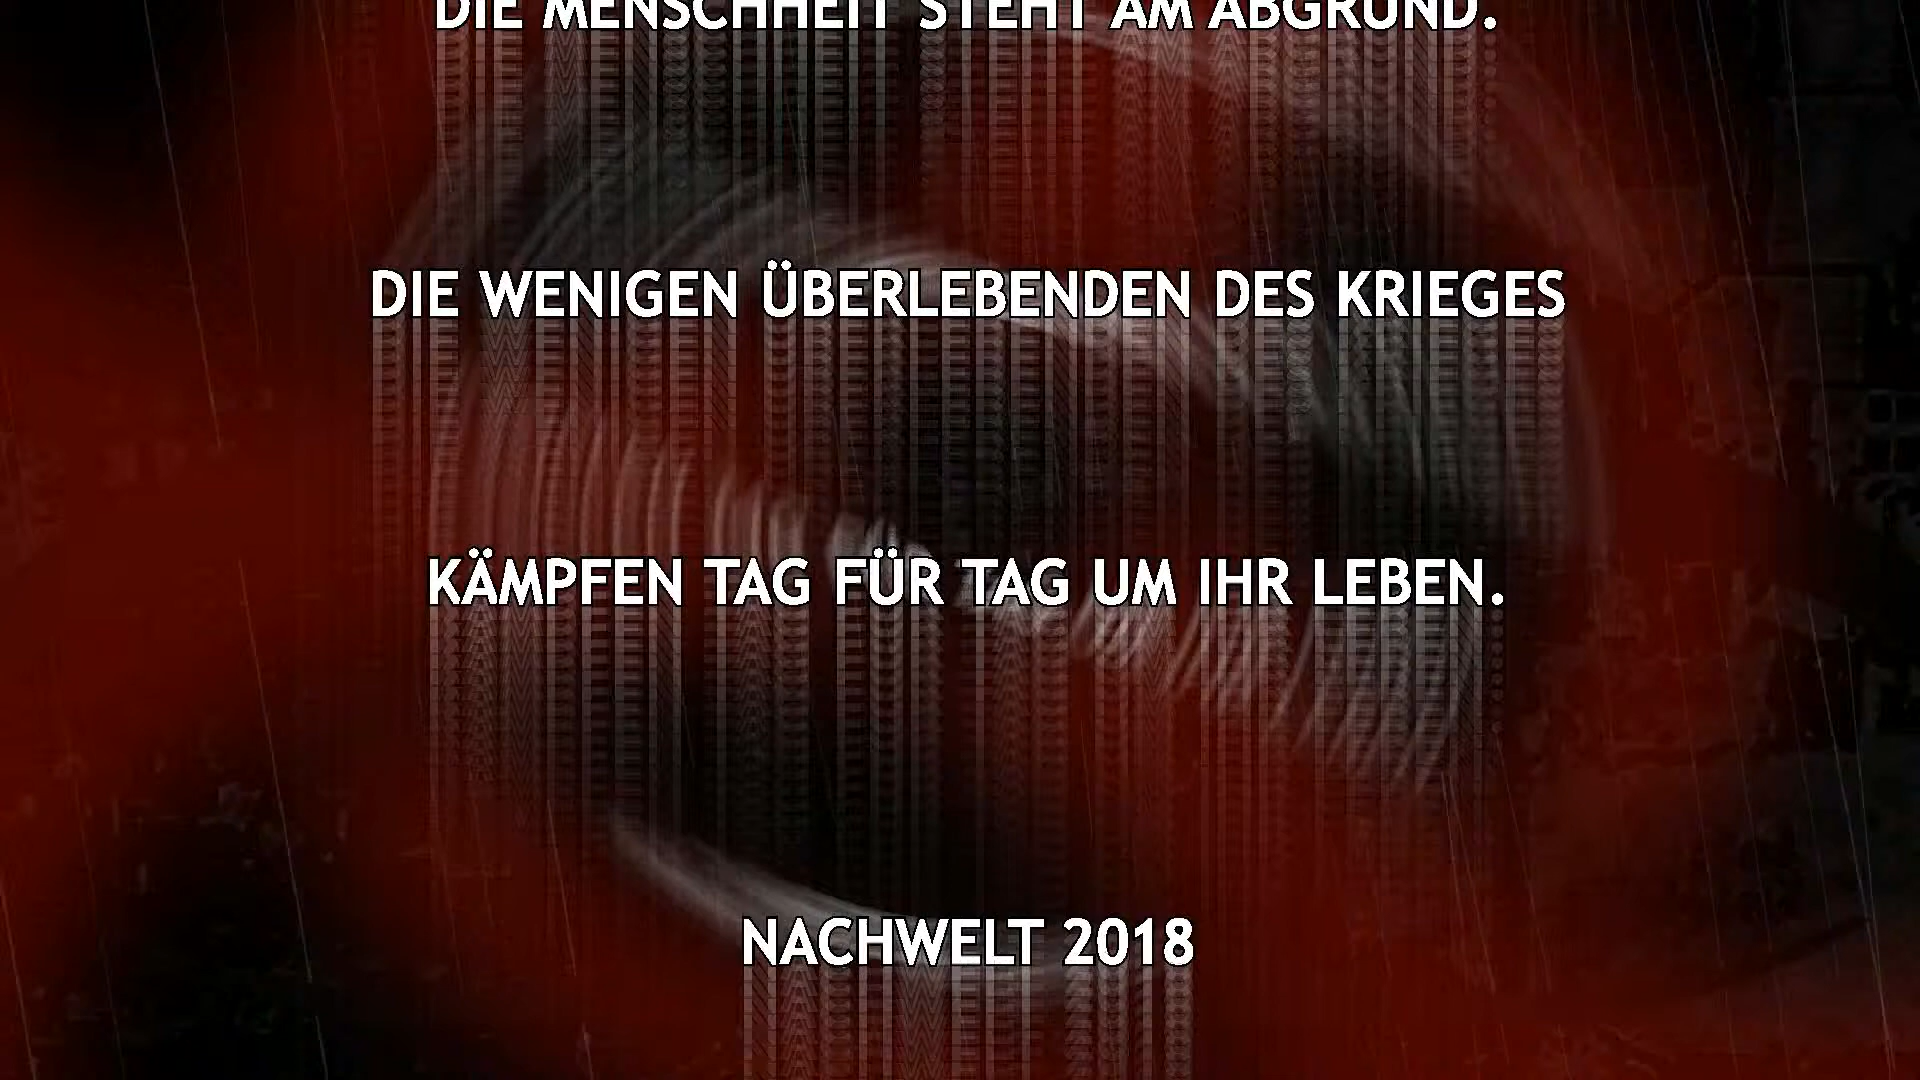 DIE MENSCHHEIT STEHT AM ABGRUND.
DIE WENIGEN ÜBERLEBENDEN DES KRIEGES
KÄMPFEN TAG FÜR TAG UM IHR LEBEN.
NACHWELT 2018